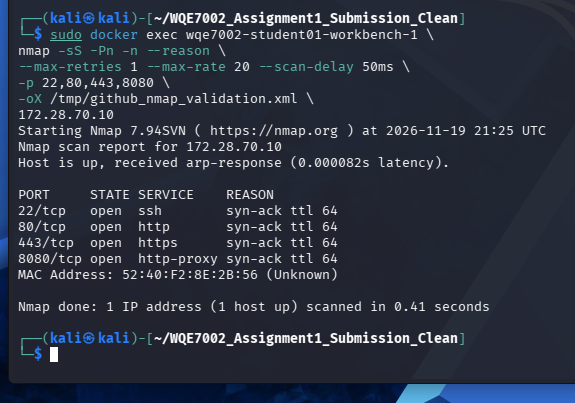 ┌──(kali㉿kali)-[~/WQE7002_Assignment1_Submission_Clean]
└─$ sudo docker exec wqe7002-student01-workbench-1 \
nmap -sS -Pn -n --reason \
--max-retries 1 --max-rate 20 --scan-delay 50ms \
-p 22,80,443,8080 \
-oX /tmp/github_nmap_validation.xml \
172.28.70.10
Starting Nmap 7.94SVN ( https://nmap.org ) at 2026-11-19 21:25 UTC
Nmap scan report for 172.28.70.10
Host is up, received arp-response (0.000082s latency).

PORT     STATE SERVICE    REASON
22/tcp   open  ssh        syn-ack ttl 64
80/tcp   open  http       syn-ack ttl 64
443/tcp  open  https      syn-ack ttl 64
8080/tcp open  http-proxy syn-ack ttl 64
MAC Address: 52:40:F2:8E:2B:56 (Unknown)

Nmap done: 1 IP address (1 host up) scanned in 0.41 seconds

┌──(kali㉿kali)-[~/WQE7002_Assignment1_Submission_Clean]
└─$